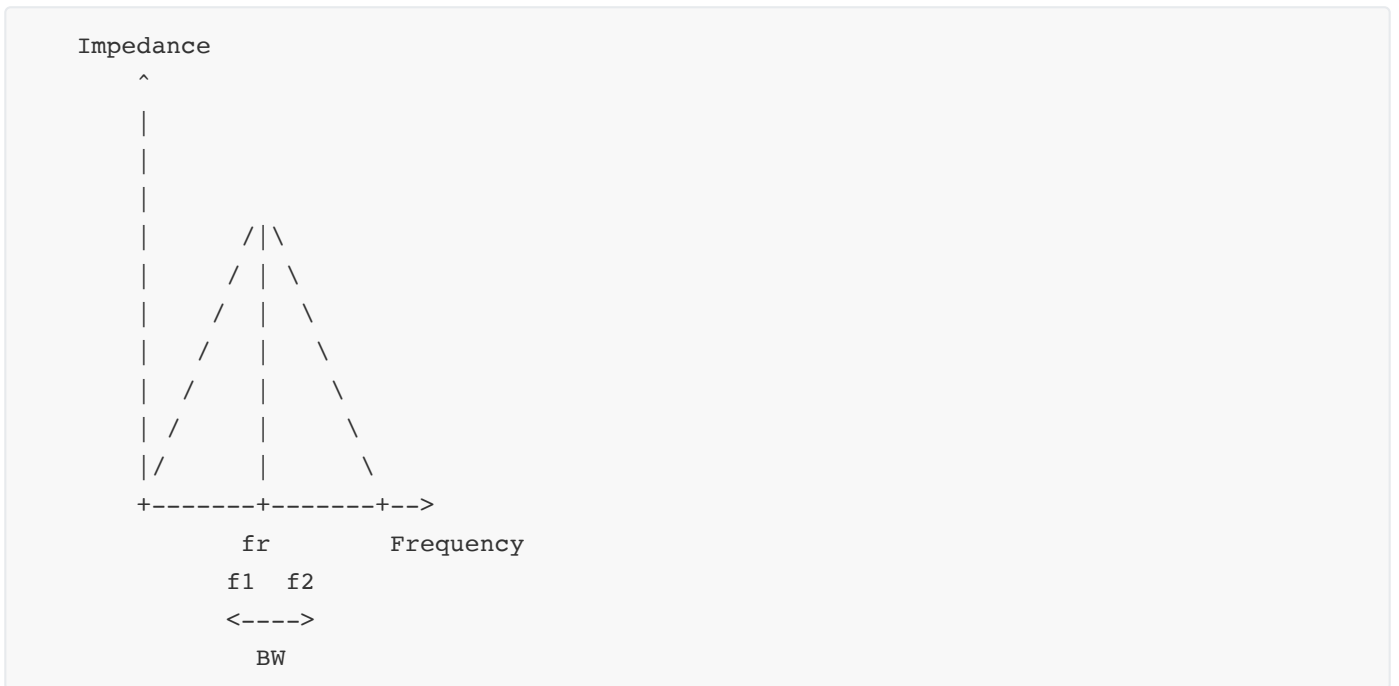 Impedance
^
|
|
|
|       /|\
|      / | \
|     /  |  \
|    /   |   \
|   /    |    \
|  /     |     \
|/       |      \
+-------+-------+-->
fr        Frequency
f1  f2
<---->
BW